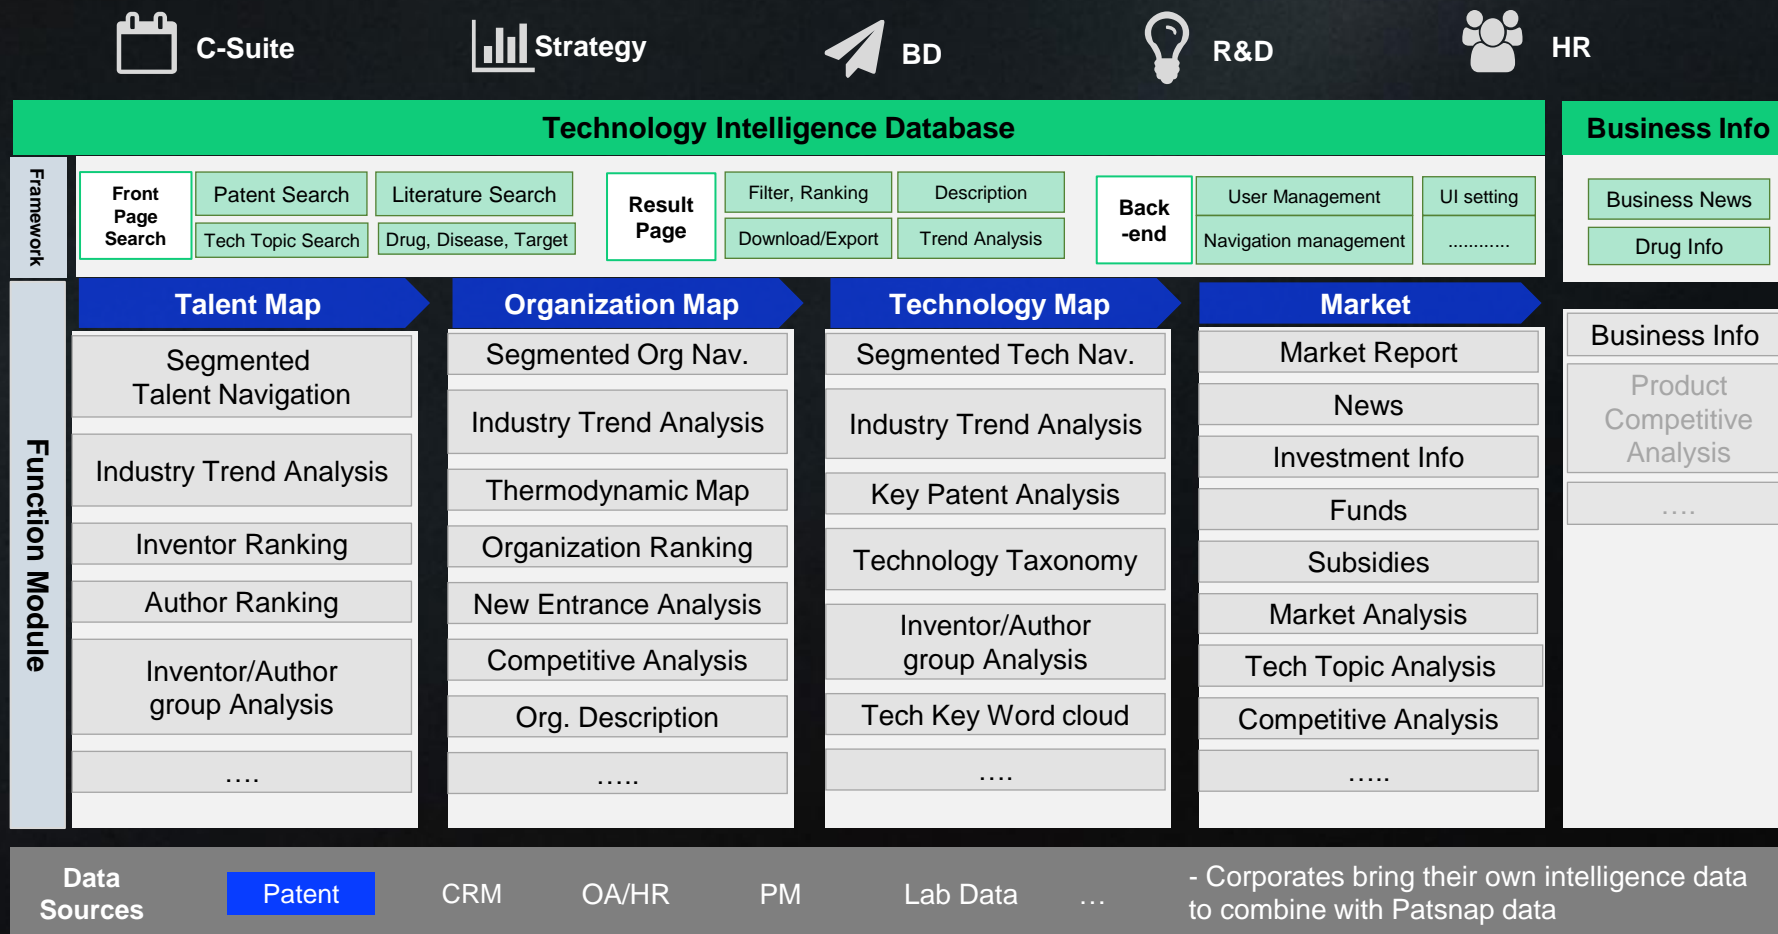 C-Suite
Strategy
BD
R&D
HR
Technology Intelligence Database
Business Info
Framework
Front
Page
Search
Patent Search
Literature Search
Tech Topic Search
Drug, Disease, Target
Result
Page
Filter, Ranking
Description
Download/Export
Trend Analysis
Back
-end
User Management
UI setting
Navigation management
............
Business News
Drug Info
Function Module
Talent Map
Segmented
Talent Navigation
Industry Trend Analysis
Inventor Ranking
Author Ranking
Inventor/Author
group Analysis
....
Organization Map
Segmented Org Nav.
Industry Trend Analysis
Thermodynamic Map
Organization Ranking
New Entrance Analysis
Competitive Analysis
Org. Description
.....
Technology Map
Segmented Tech Nav.
Industry Trend Analysis
Key Patent Analysis
Technology Taxonomy
Inventor/Author
group Analysis
Tech Key Word cloud
....
Market
Market Report
News
Investment Info
Funds
Subsidies
Market Analysis
Tech Topic Analysis
Competitive Analysis
.....
Business Info
Product
Competitive
Analysis
....
Data
Sources
Patent
CRM
OA/HR
PM
Lab Data
...
- Corporates bring their own intelligence data
to combine with Patsnap data